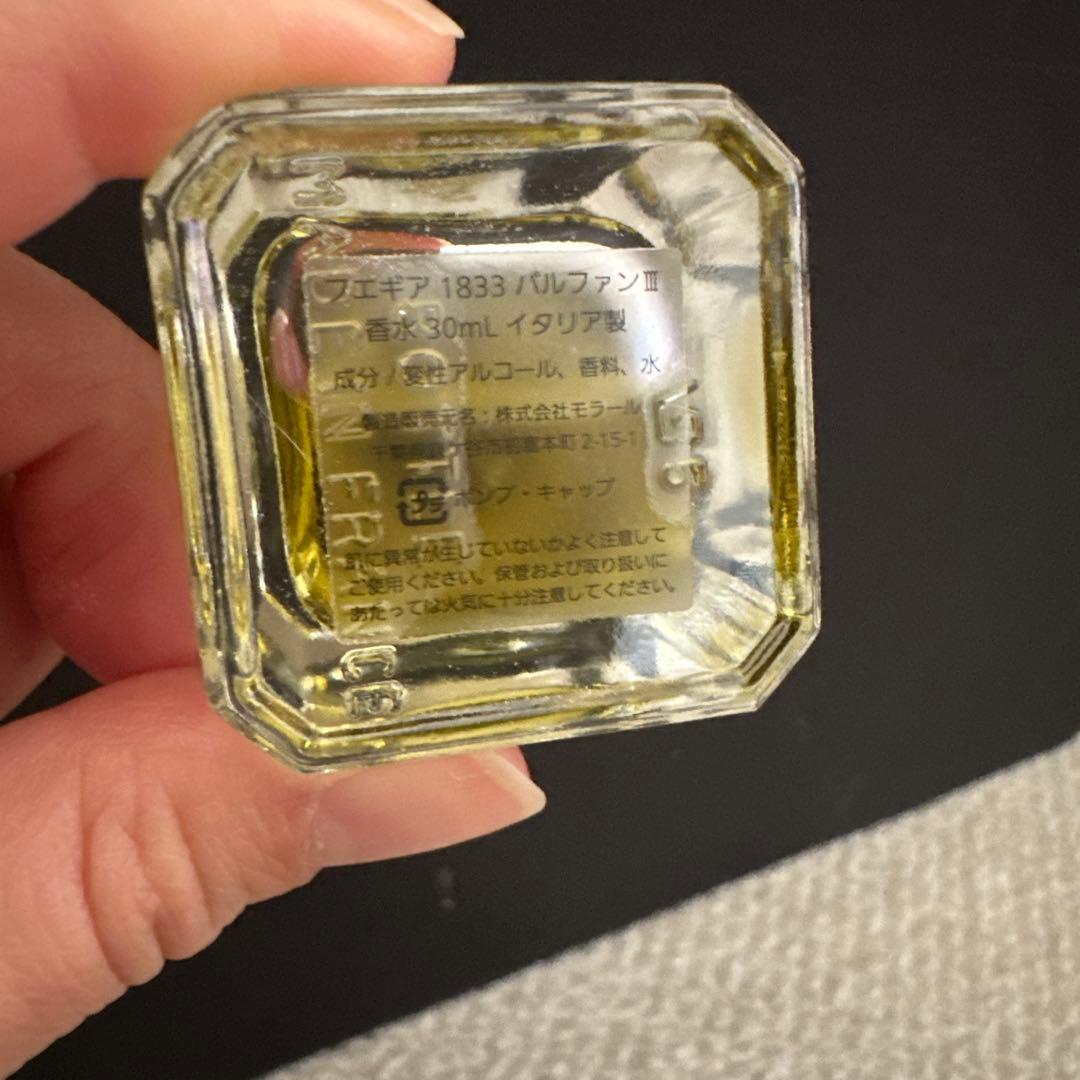 フエギア 1833 パルファンⅢ
香水 30mL イタリア製
成分 / 変性アルコール、香料、水
製造販売元名 : 株式会社モラール
2-15-1
プラ ポンプ・キャップ
肌に異常が生じていないかよく注意して
ご使用ください。保管および取り扱いに
あたっては火気に十分注意してください。